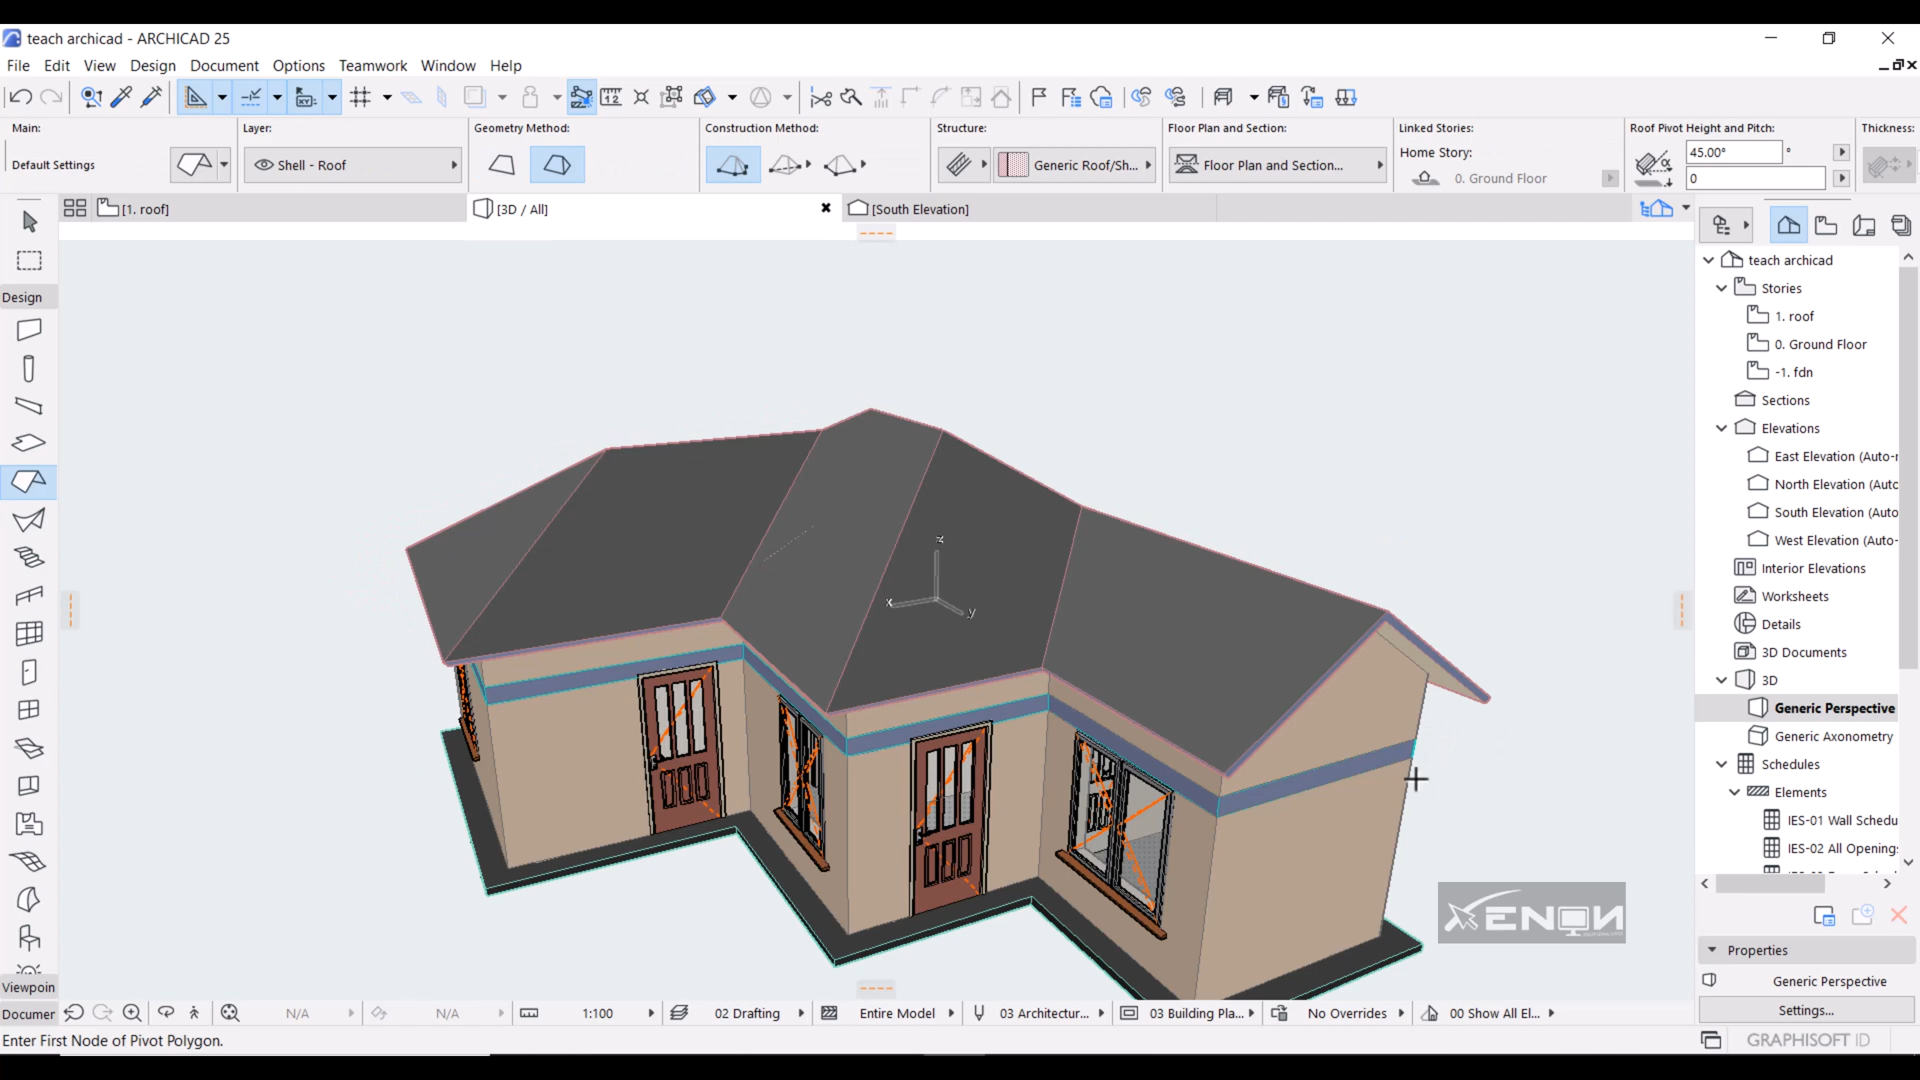 teach archicad - ARCHICAD 25
File Edit View Design Document Options Teamwork Window Help
Main:
Layer:
Geometry Method:
Construction Method:
Structure:
Floor Plan and Section:
Linked Stories:
Roof Pivot Height and Pitch:
Thickness:
Default Settings
Shell - Roof
Generic Roof/Sh...
Floor Plan and Section...
Home Story:
0. Ground Floor
45.00°
°
0
[1. roof]
[3D / All]
[South Elevation]
Design
Viewpoin
Documer
z
x
y
teach archicad
Stories
1. roof
0. Ground Floor
-1. fdn
Sections
Elevations
East Elevation (Auto-r
North Elevation (Autc
South Elevation (Auto
West Elevation (Auto-
Interior Elevations
Worksheets
Details
3D Documents
3D
Generic Perspective
Generic Axonometry
Schedules
Elements
IES-01 Wall Schedu
IES-02 All Opening:
Properties
Generic Perspective
Settings...
XENON
N/A
N/A
1:100
02 Drafting
Entire Model
03 Architectur...
03 Building Pla...
No Overrides
00 Show All El...
Enter First Node of Pivot Polygon.
GRAPHISOFT ID